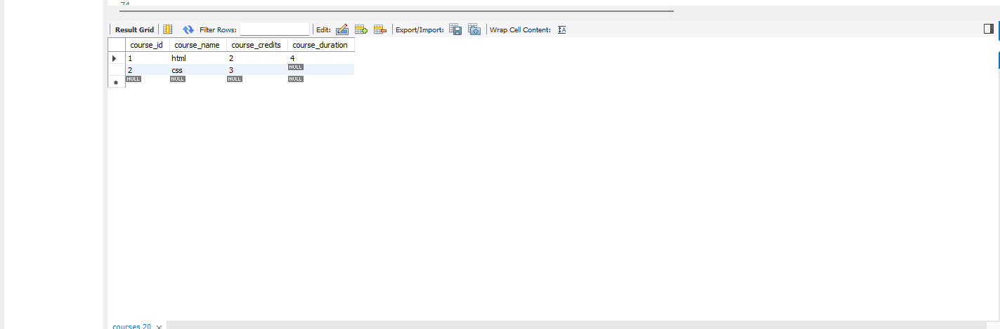 74
Result Grid Filter Rows: Edit: Export/Import: Wrap Cell Content: IA
course_id course_name course_credits course_duration
1 html 2 4
2 css 3 NULL
NULL NULL NULL NULL
courses 20